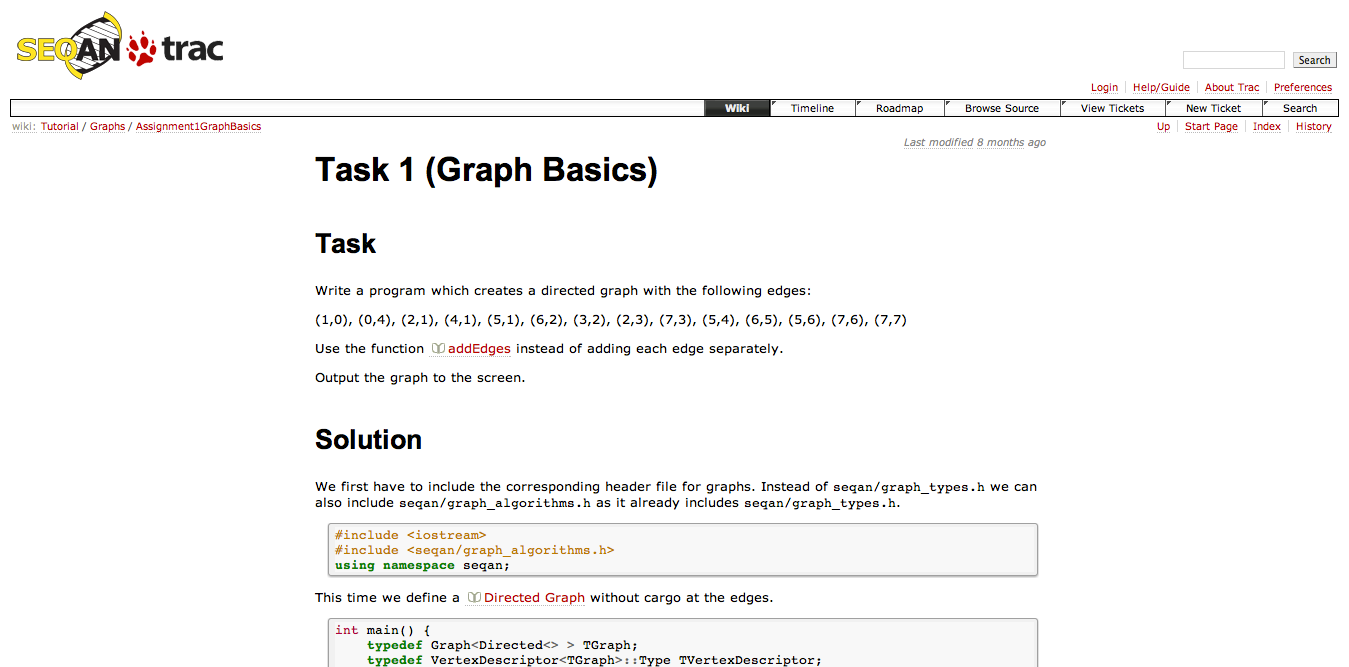 SEQAN trac
Search
Login Help/Guide About Trac Preferences
Wiki Timeline Roadmap Browse Source View Tickets New Ticket Search
wiki: Tutorial / Graphs / Assignment1GraphBasics Up Start Page Index History
Last modified 8 months ago
Task 1 (Graph Basics)
Task
Write a program which creates a directed graph with the following edges:
(1,0), (0,4), (2,1), (4,1), (5,1), (6,2), (3,2), (2,3), (7,3), (5,4), (6,5), (5,6), (7,6), (7,7)
Use the function addEdges instead of adding each edge separately.
Output the graph to the screen.
Solution
We first have to include the corresponding header file for graphs. Instead of seqan/graph_types.h we can
also include seqan/graph_algorithms.h as it already includes seqan/graph_types.h.
#include <iostream>
#include <seqan/graph_algorithms.h>
using namespace seqan;
This time we define a Directed Graph without cargo at the edges.
int main() {
typedef Graph<Directed<> > TGraph;
typedef VertexDescriptor<TGraph>::Type TVertexDescriptor;